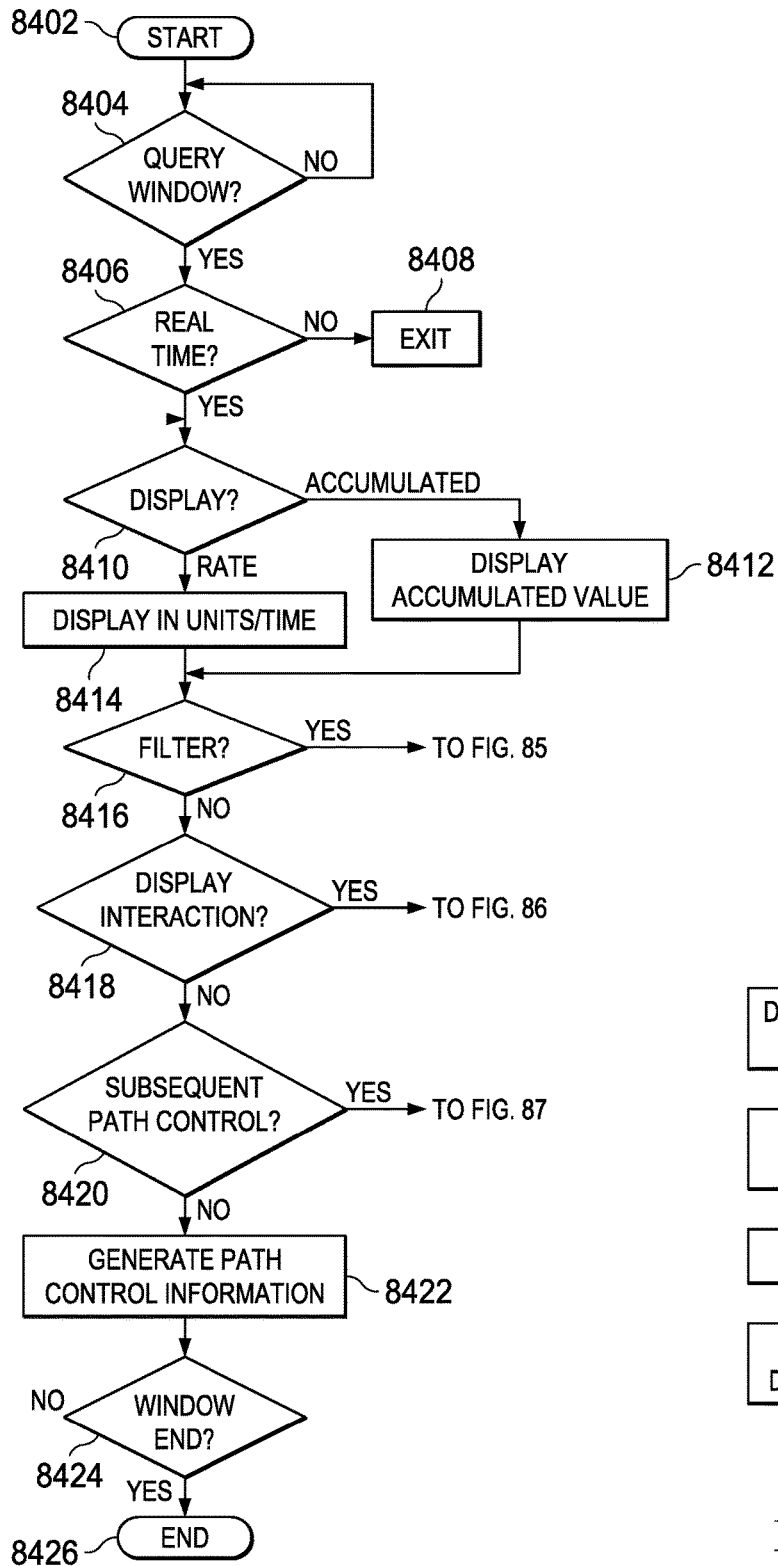 8402
START
8404
QUERY
WINDOW?
NO
YES
8406
8408
REAL
TIME?
NO
EXIT
YES
DISPLAY?
ACCUMULATED
8410
RATE
DISPLAY
ACCUMULATED VALUE
8412
DISPLAY IN UNITS/TIME
8414
FILTER?
YES
TO FIG. 85
8416
NO
DISPLAY
INTERACTION?
YES
TO FIG. 86
8418
NO
SUBSEQUENT
PATH CONTROL?
YES
TO FIG. 87
8420
NO
GENERATE PATH
CONTROL INFORMATION
8422
NO
WINDOW
END?
8424
YES
8426
END
D
D